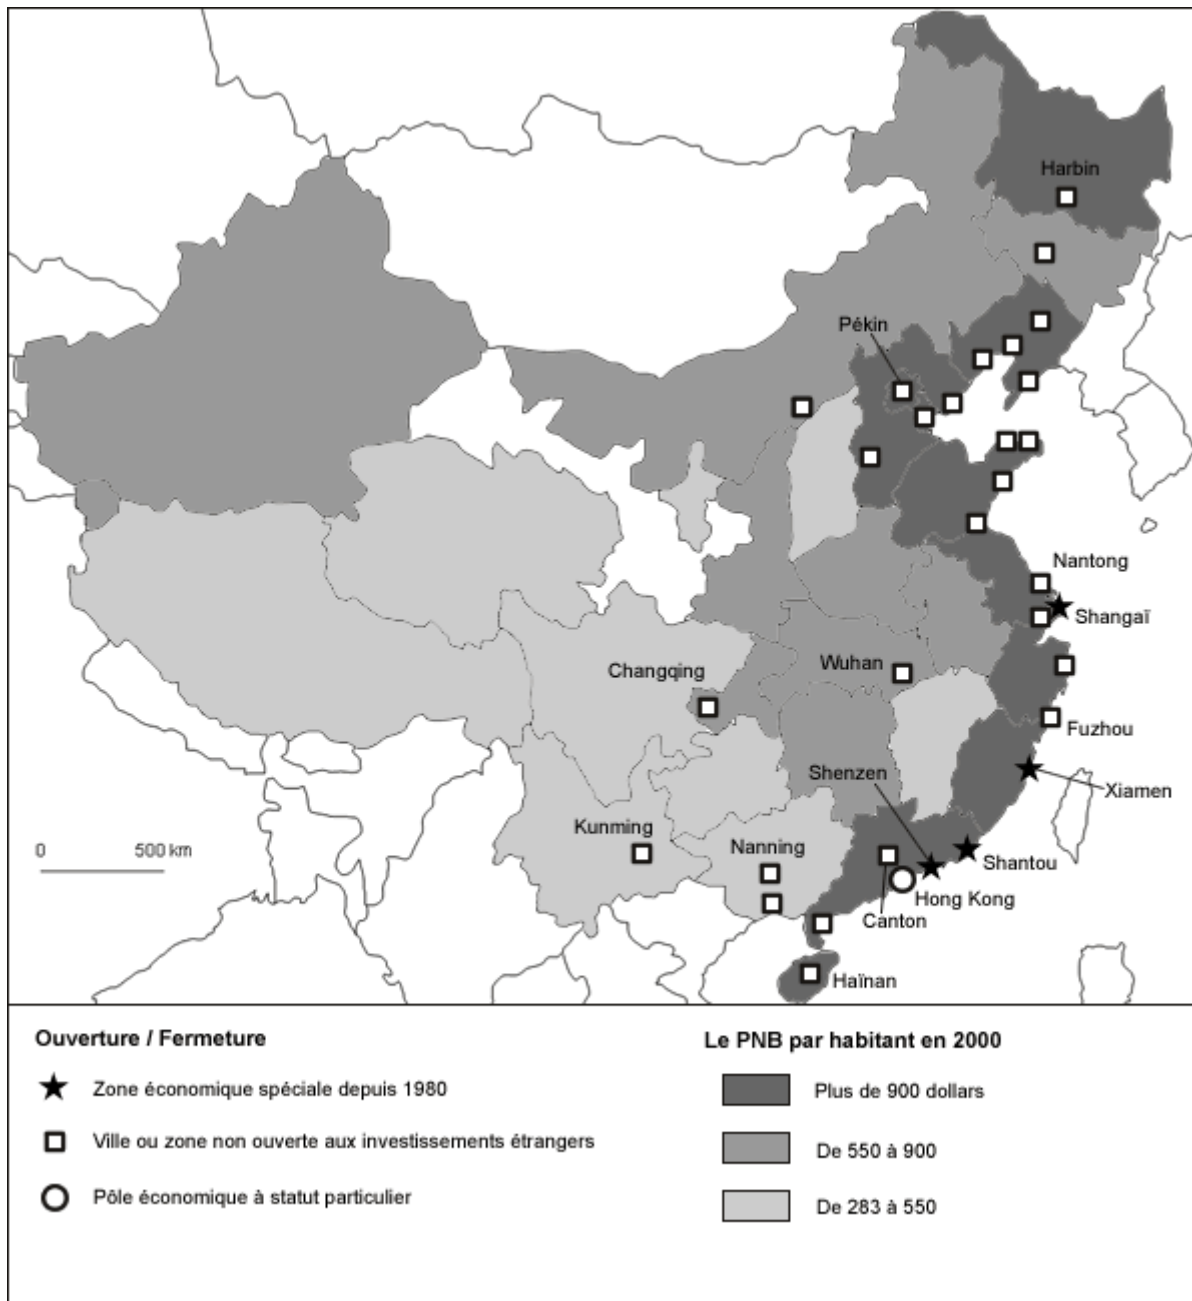 Harbin
Pékin
Nantong
Shangaï
Changqing
Wuhan
Fuzhou
Shenzen
Xiamen
Kunming
Nanning
0 500 km
Shantou
Hong Kong
Canton
Haïnan
Ouverture / Fermeture
Zone économique spéciale depuis 1980
Ville ou zone non ouverte aux investissements étrangers
Pôle économique à statut particulier
Le PNB par habitant en 2000
Plus de 900 dollars
De 550 à 900
De 283 à 550